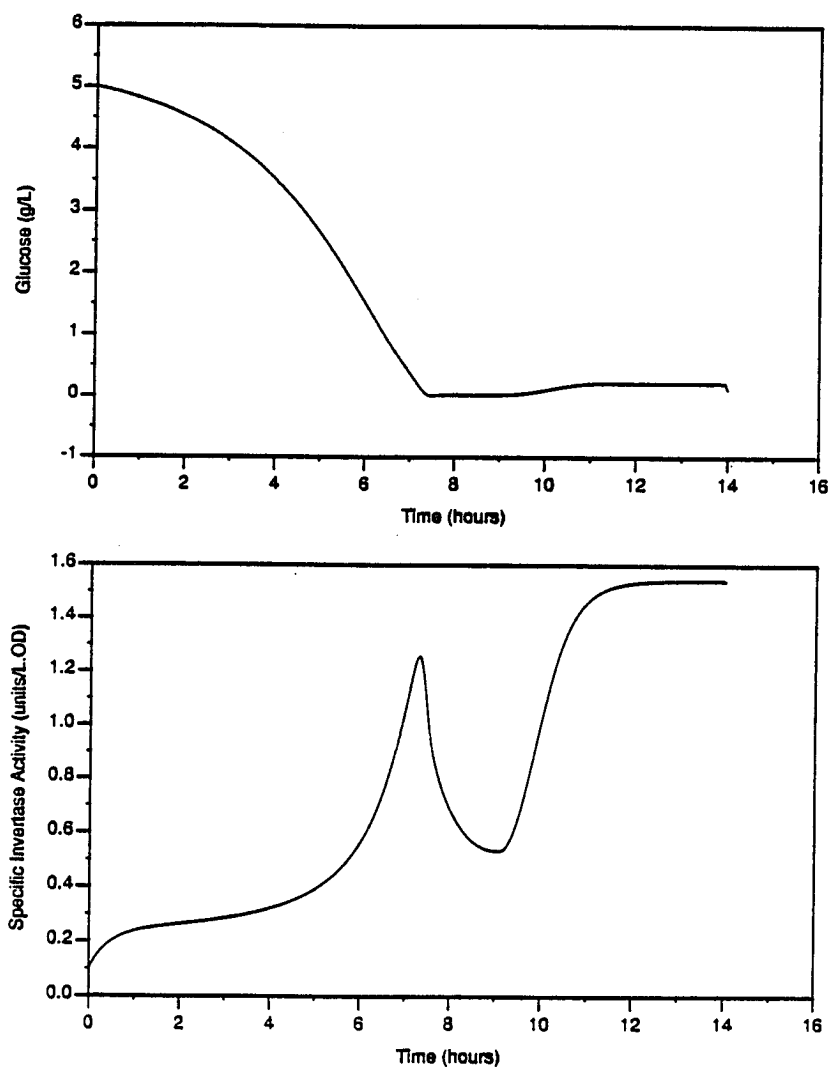 6
5
4
3
2
1
0
-1
Glucose (g/L)
0 2 4 6 8 10 12 14 16
Time (hours)
1.6
1.4
1.2
1.0
0.8
0.6
0.4
0.2
0.0
Specific Invertase Activity (units/L.OD)
0 2 4 6 8 10 12 14 16
Time (hours)